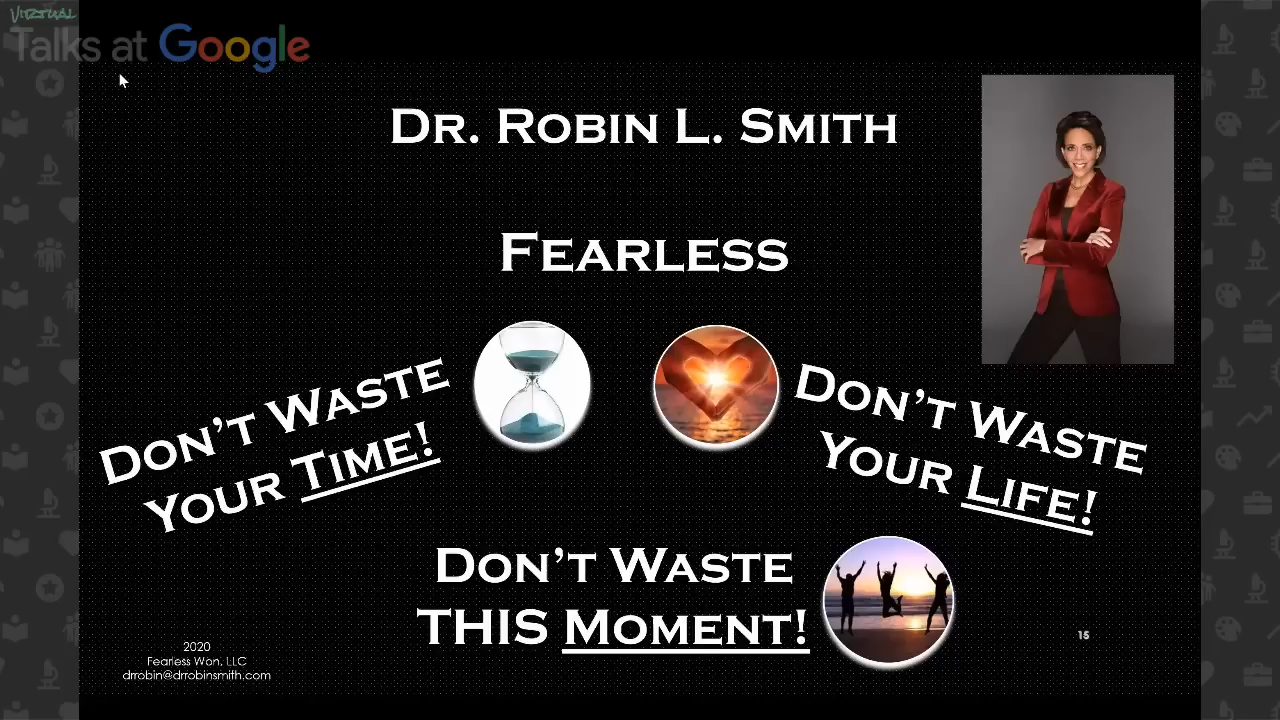 VIRTUAL
Talks at Google
DR. ROBIN L. SMITH
FEARLESS
DON'T WASTE
YOUR TIME!
DON'T WASTE
YOUR LIFE!
DON'T WASTE
THIS MOMENT!
2020
Fearless Won, LLC
drrobin@drrobinsmith.com
15